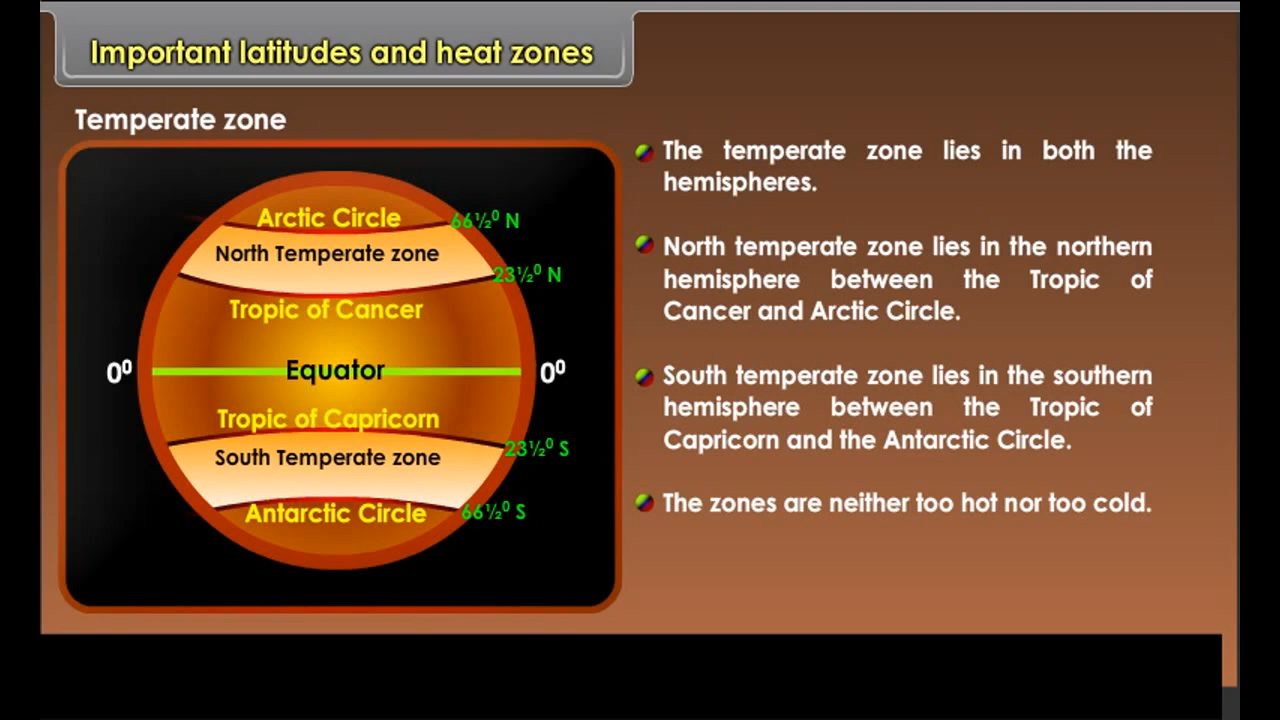 Important latitudes and heat zones
Temperate zone
Arctic Circle
66½⁰ N
North Temperate zone
23½⁰ N
Tropic of Cancer
0⁰
Equator
0⁰
Tropic of Capricorn
23½⁰ S
South Temperate zone
Antarctic Circle
66½⁰ S
The temperate zone lies in both the
hemispheres.
North temperate zone lies in the northern
hemisphere between the Tropic of
Cancer and Arctic Circle.
South temperate zone lies in the southern
hemisphere between the Tropic of
Capricorn and the Antarctic Circle.
The zones are neither too hot nor too cold.